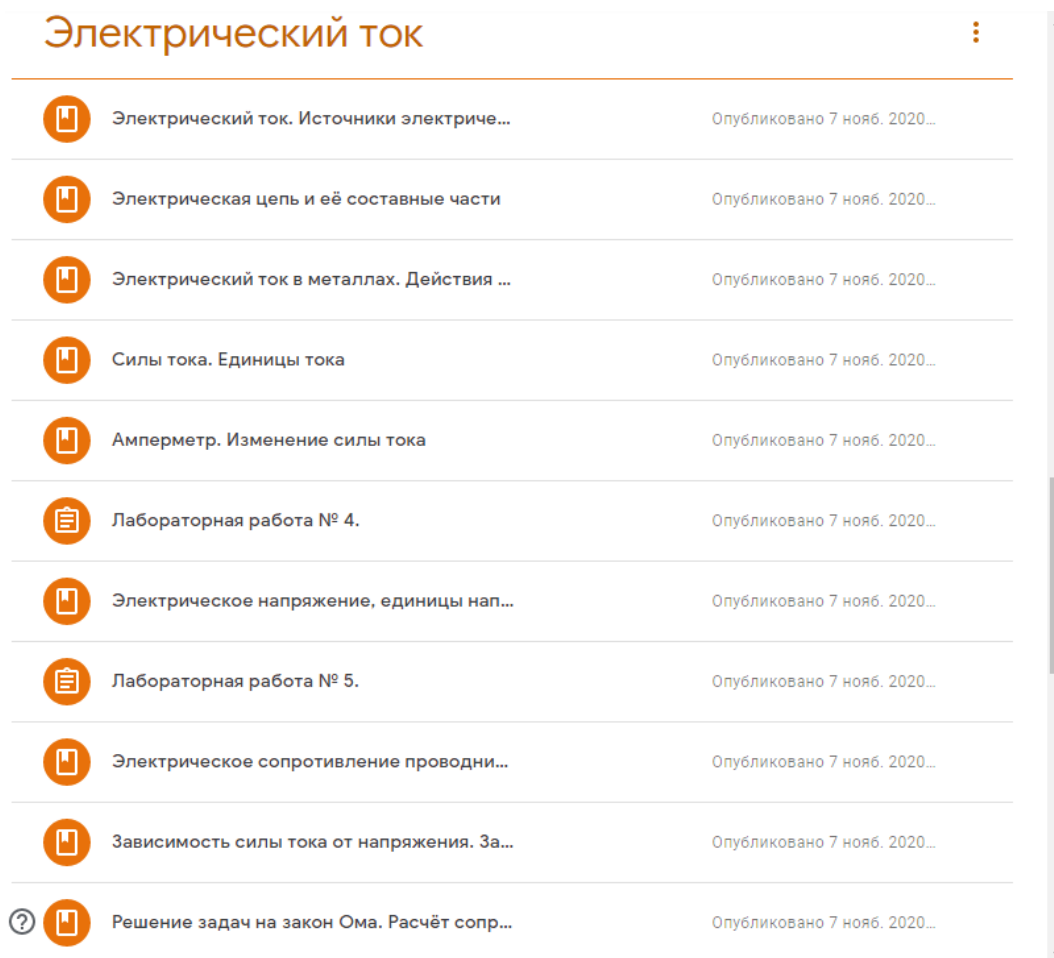 Электрический ток
Электрический ток. Источники электриче... Опубликовано 7 нояб. 2020...
Электрическая цепь и её составные части Опубликовано 7 нояб. 2020...
Электрический ток в металлах. Действия ... Опубликовано 7 нояб. 2020...
Силы тока. Единицы тока Опубликовано 7 нояб. 2020...
Амперметр. Изменение силы тока Опубликовано 7 нояб. 2020...
Лабораторная работа № 4. Опубликовано 7 нояб. 2020...
Электрическое напряжение, единицы нап... Опубликовано 7 нояб. 2020...
Лабораторная работа № 5. Опубликовано 7 нояб. 2020...
Электрическое сопротивление проводни... Опубликовано 7 нояб. 2020...
Зависимость силы тока от напряжения. За... Опубликовано 7 нояб. 2020...
Решение задач на закон Ома. Расчёт сопр... Опубликовано 7 нояб. 2020...